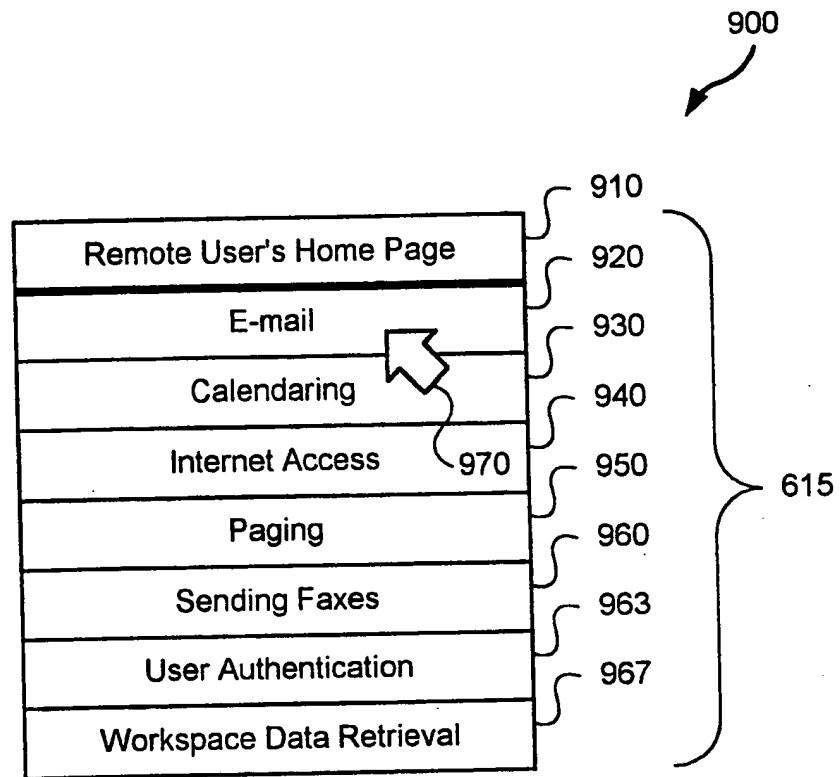 900
910
Remote User's Home Page
920
E-mail
930
Calendaring
940
Internet Access
970
950
615
Paging
960
Sending Faxes
963
User Authentication
967
Workspace Data Retrieval